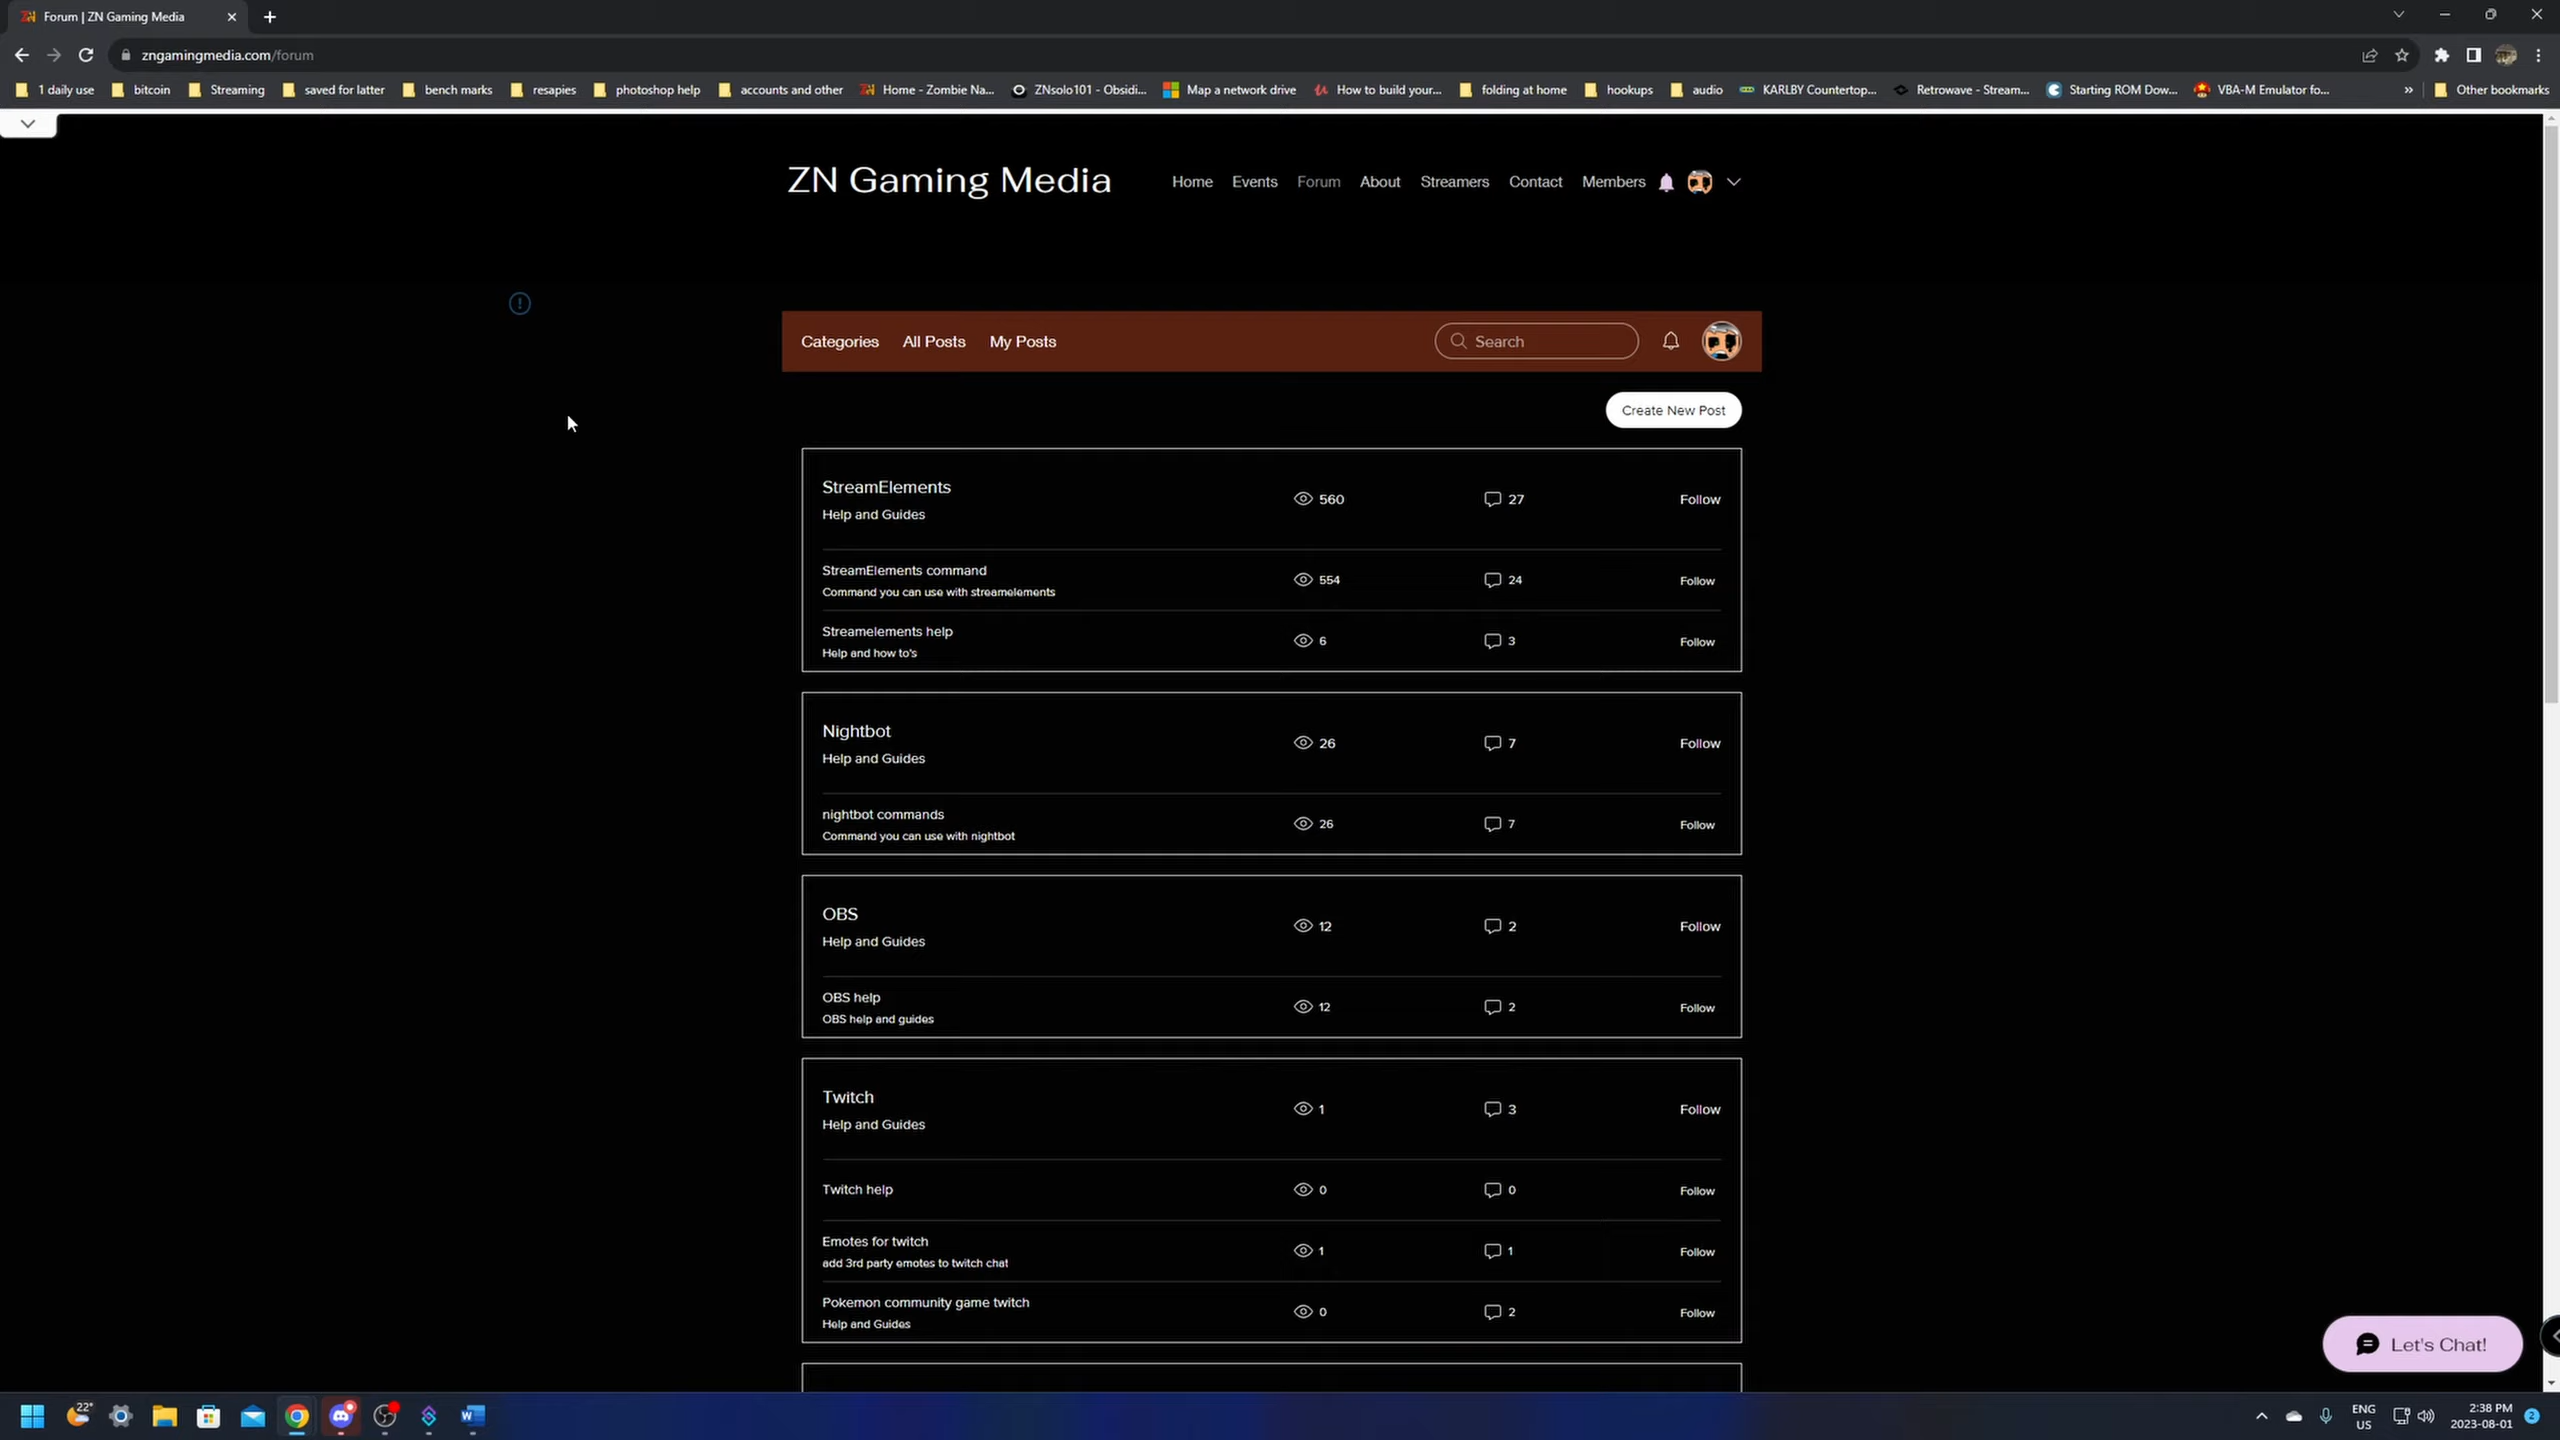 Forum | ZN Gaming Media
zngamingmedia.com/forum
1 daily use bitcoin Streaming saved for latter bench marks resapies photoshop help accounts and other Home - Zombie Na... ZNsolo101 - Obsidi... Map a network drive How to build your... folding at home hookups audio KARLBY Countertop... Retrowave - Stream... Starting ROM Dow... VBA-M Emulator fo... » Other bookmarks
ZN Gaming Media Home Events Forum About Streamers Contact Members
Categories All Posts My Posts Search
Create New Post
StreamElements
Help and Guides
560 27 Follow
StreamElements command
Command you can use with streamelements
554 24 Follow
Streamelements help
Help and how to's
6 3 Follow
Nightbot
Help and Guides
26 7 Follow
nightbot commands
Command you can use with nightbot
26 7 Follow
OBS
Help and Guides
12 2 Follow
OBS help
OBS help and guides
12 2 Follow
Twitch
Help and Guides
1 3 Follow
Twitch help
0 0 Follow
Emotes for twitch
add 3rd party emotes to twitch chat
1 1 Follow
Pokemon community game twitch
Help and Guides
0 2 Follow
Let's Chat!
22°
ENG
US
2:38 PM
2023-08-01
2